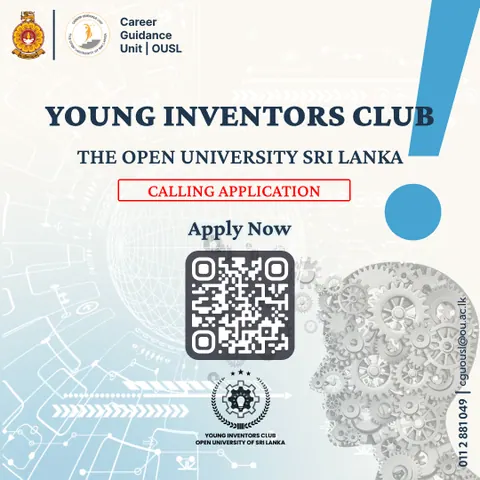 Career
Guidance
Unit | OUSL
YOUNG INVENTORS CLUB
THE OPEN UNIVERSITY SRI LANKA
CALLING APPLICATION
Apply Now
YOUNG INVENTORS CLUB
OPEN UNIVERSITY OF SRI LANKA
011 2 881 049 | cguousl@ou.ac.lk
!